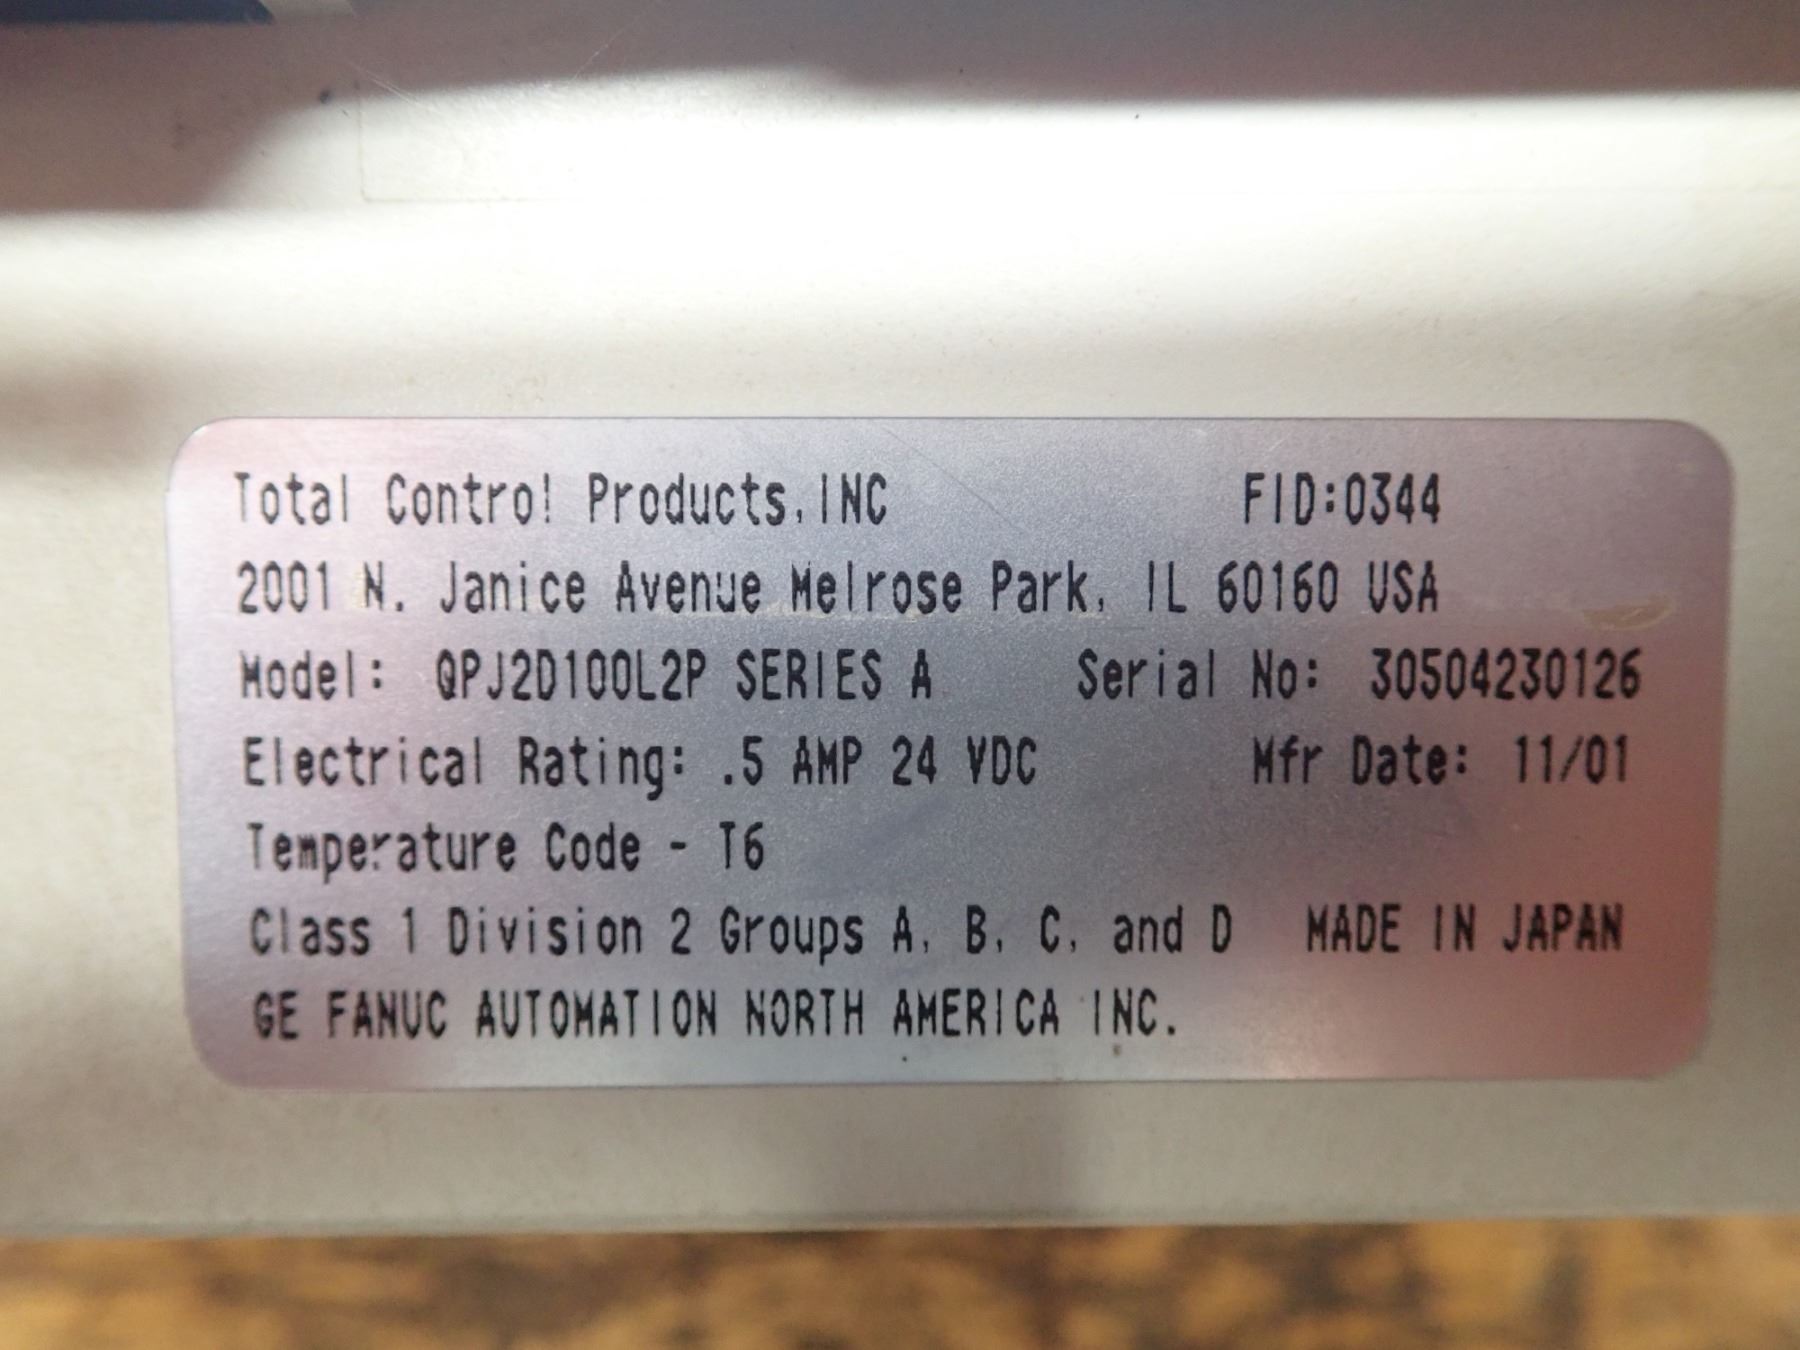 Total Control Products, INC FID:0344
2001 N. Janice Avenue Melrose Park, IL 60160 USA
Model: QPJ2D100L2P SERIES A Serial No: 30504230126
Electrical Rating: .5 AMP 24 VDC Mfr Date: 11/01
Temperature Code - T6
Class 1 Division 2 Groups A, B, C, and D MADE IN JAPAN
GE FANUC AUTOMATION NORTH AMERICA INC.